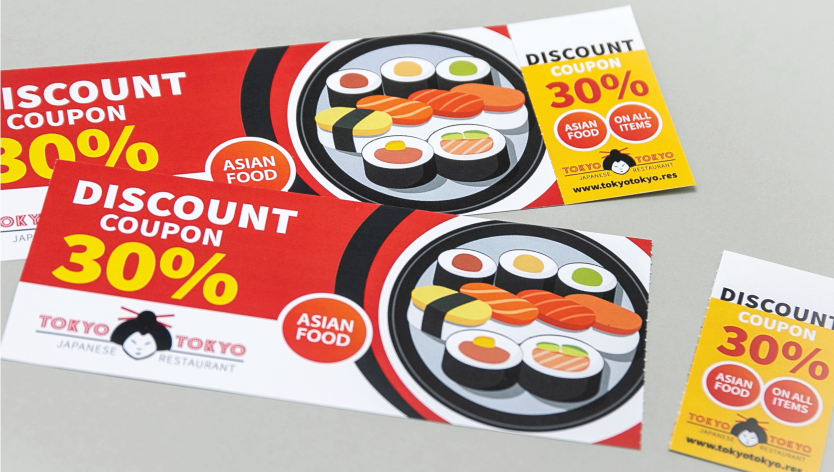 ISCOUNT
COUPON
30%
ASIAN
FOOD
DISCOUNT
COUPON
30%
ASIAN
FOOD
ON ALL
ITEMS
TOKYO TOKYO
JAPANESE RESTAURANT
www.tokyotokyo.res
DISCOUNT
COUPON
30%
ASIAN
FOOD
TOKYO TOKYO
JAPANESE RESTAURANT
DISCOUNT
COUPON
30%
ASIAN
FOOD
ON ALL
ITEMS
TOKYO TOKYO
JAPANESE RESTAURANT
www.tokyotokyo.res